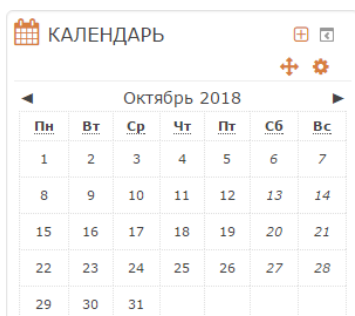 КАЛЕНДАРЬ
◄ Октябрь 2018 ►
Пн Вт Ср Чт Пт Сб Вс
1 2 3 4 5 6 7
8 9 10 11 12 13 14
15 16 17 18 19 20 21
22 23 24 25 26 27 28
29 30 31